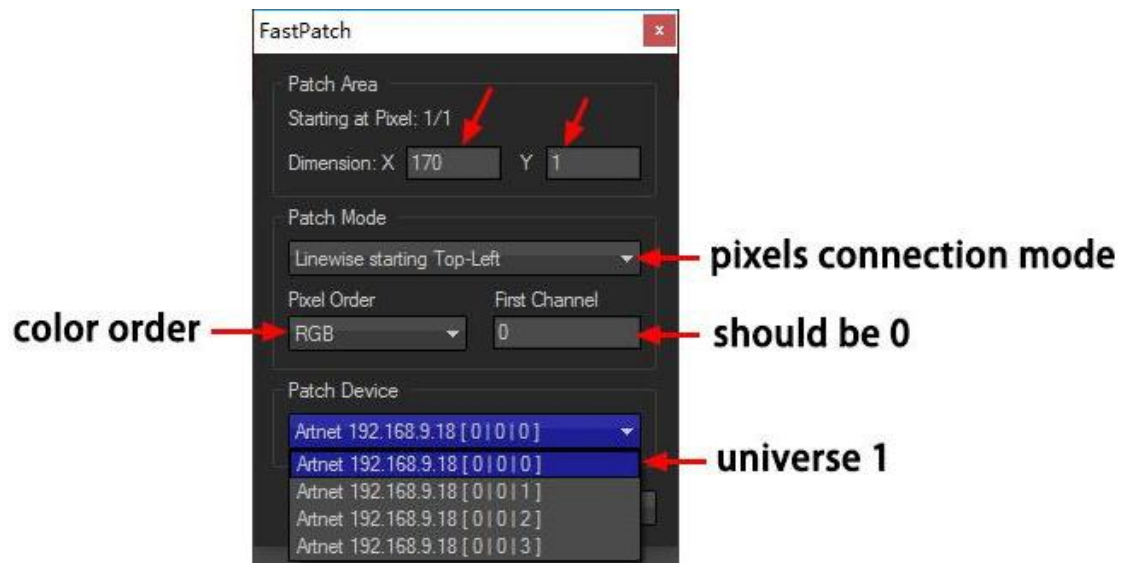 FastPatch
x
Patch Area
Starting at Pixel: 1/1
Dimension: X 170 Y 1
Patch Mode
Linewise starting Top-Left
pixels connection mode
Pixel Order First Channel
color order
RGB 0
should be 0
Patch Device
Artnet 192.168.9.18 [ 0 | 0 | 0 ]
Artnet 192.168.9.18 [ 0 | 0 | 0 ]
universe 1
Artnet 192.168.9.18 [ 0 | 0 | 1 ]
Artnet 192.168.9.18 [ 0 | 0 | 2 ]
Artnet 192.168.9.18 [ 0 | 0 | 3 ]